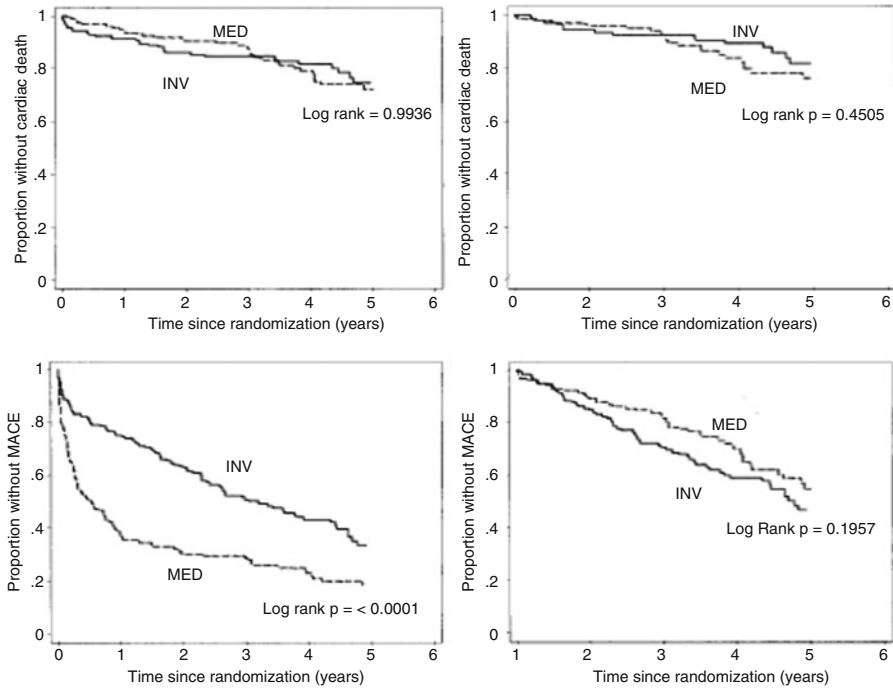 Proportion without cardiac death
1
.8
.6
.4
.2
0
MED
INV
Log rank = 0.9936
0 1 2 3 4 5 6
Time since randomization (years)
Proportion without cardiac death
1
.8
.6
.4
.2
0
INV
MED
Log rank p = 0.4505
0 1 2 3 4 5 6
Time since randomization (years)
Proportion without MACE
1
.8
.6
.4
.2
0
INV
MED
Log rank p = < 0.0001
0 1 2 3 4 5 6
Time since randomization (years)
Proportion without MACE
1
.8
.6
.4
.2
0
MED
INV
Log Rank p = 0.1957
1 2 3 4 5 6
Time since randomization (years)